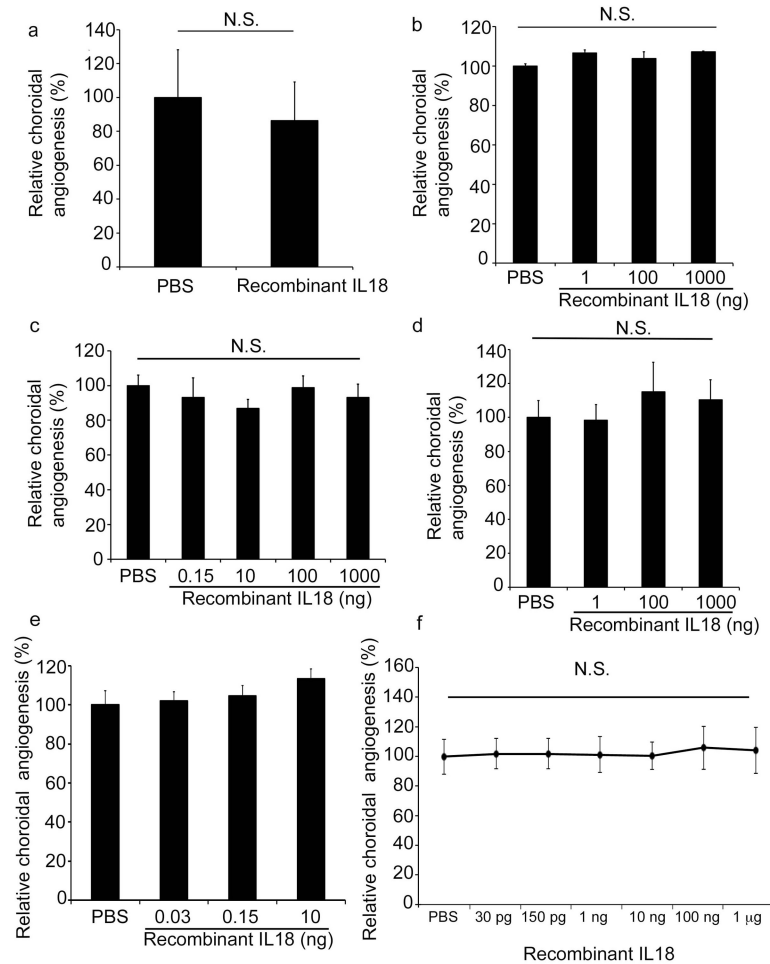 a
N.S.
Relative choroidal
angiogenesis (%)
140
120
100
80
60
40
20
0
PBS
Recombinant IL18
b
N.S.
Relative choroidal
angiogenesis (%)
120
100
80
60
40
20
0
PBS 1 100 1000
Recombinant IL18 (ng)
c
N.S.
Relative choroidal
angiogenesis (%)
120
100
80
60
40
20
0
PBS 0.15 10 100 1000
Recombinant IL18 (ng)
d
N.S.
Relative choroidal
angiogenesis (%)
140
120
100
80
60
40
20
0
PBS 1 100 1000
Recombinant IL18 (ng)
e
Relative choroidal angiogenesis (%)
120
100
80
60
40
20
0
PBS 0.03 0.15 10
Recombinant IL18 (ng)
f
N.S.
Relative choroidal angiogenesis (%)
160
140
120
100
80
60
40
20
0
PBS 30 pg 150 pg 1 ng 10 ng 100 ng 1 µg
Recombinant IL18